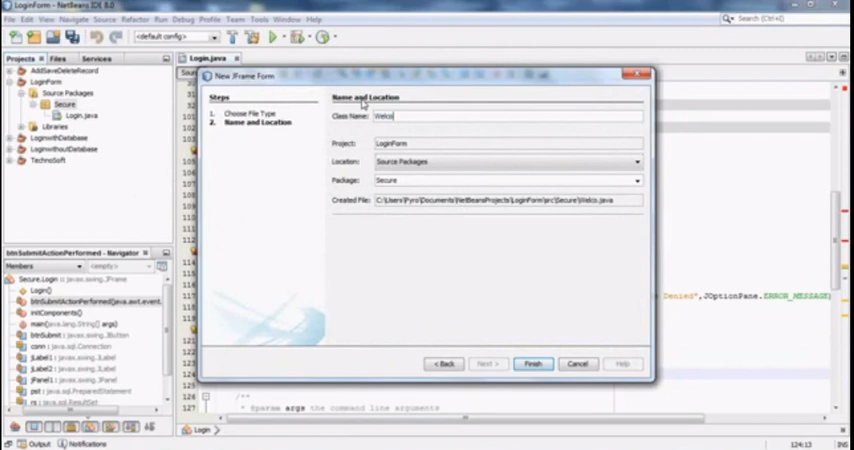 LoginForm - NetBeans IDE 8.0
File Edit View Navigate Source Refactor Run Debug Profile Team Tools Window Help
Search (Ctrl+I)
<default config>
Projects Files Services
Login.java
AddSaveDeleteRecord
LoginForm
Source Packages
Secure
Login.java
Libraries
LoginwithDatabase
LoginwithoutDatabase
TechnoSoft
New JFrame Form
Steps
1. Choose File Type
2. Name and Location
Name and Location
Class Name: Welco
Project: LoginForm
Location: Source Packages
Package: Secure
Created File: C:\Users\Pyro\Documents\NetBeansProjects\LoginForm\src\Secure\Welco.java
< Back Next > Finish Cancel Help
btnSubmitActionPerformed - Navigator
Members <empty>
Secure.Login :: javax.swing.JFrame
Login()
btnSubmitActionPerformed(java.awt.event.
initComponents()
main(java.lang.String[] args)
btnSubmit : javax.swing.JButton
conn : java.sql.Connection
jLabel1 : javax.swing.JLabel
jLabel2 : javax.swing.JLabel
jPanel1 : javax.swing.JPanel
pst : java.sql.PreparedStatement
rs : java.sql.ResultSet
Denied",JOptionPane.ERROR_MESSAGE)
126 /**
127 * @param args the command line arguments
Login
Output Notifications
124:13 INS